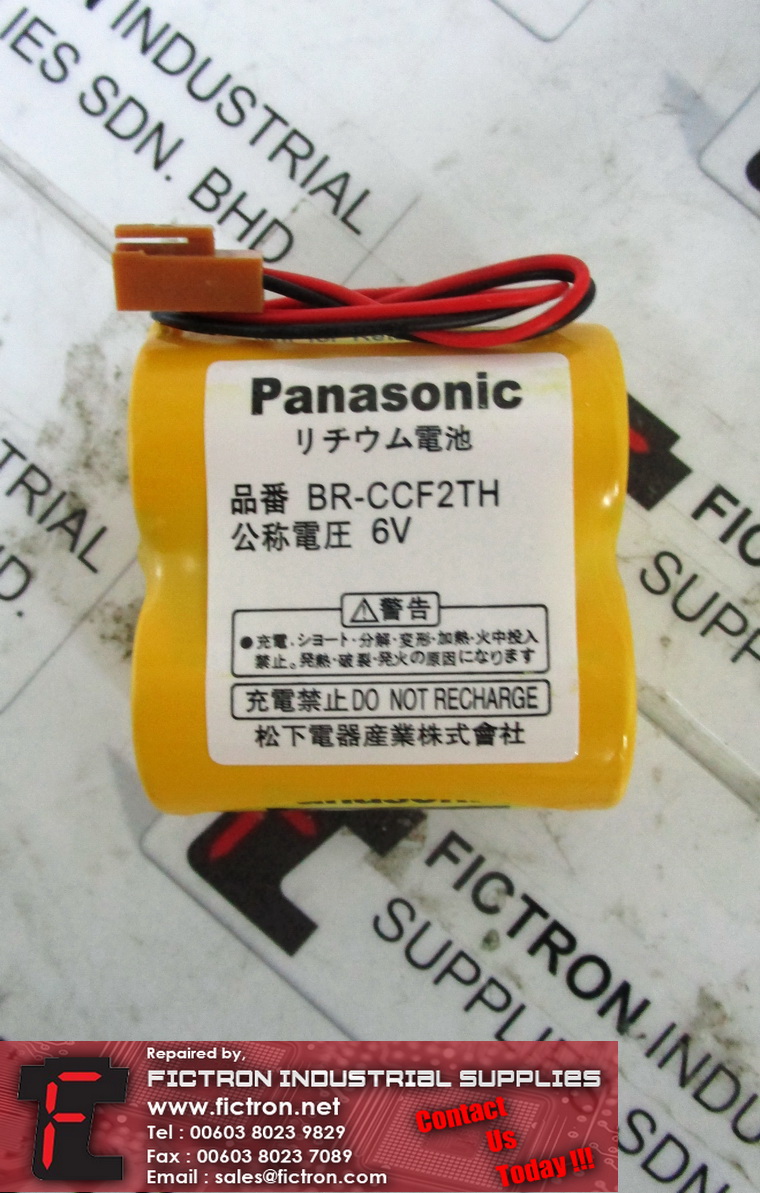 N INDUSTRIAL
IES SDN. BHD
TRIAL
HD.
Panasonic
リチウム電池
品番 BR-CCF2TH
公称電圧 6V
⚠警告
●充電・ショート・分解・変形・加熱・火中投入
禁止。発熱・破裂・発火の原因になります
充電禁止 DO NOT RECHARGE
松下電器産業株式會社
Panasonic
FIC
SUPP
FICTRON INDU
SUPPLIES SDN
Repaired by,
FICTRON INDUSTRIAL SUPPLIES
www.fictron.net
Tel : 00603 8023 9829
Fax : 00603 8023 7089
Email : sales@fictron.com
Contact
Us
Today !!!